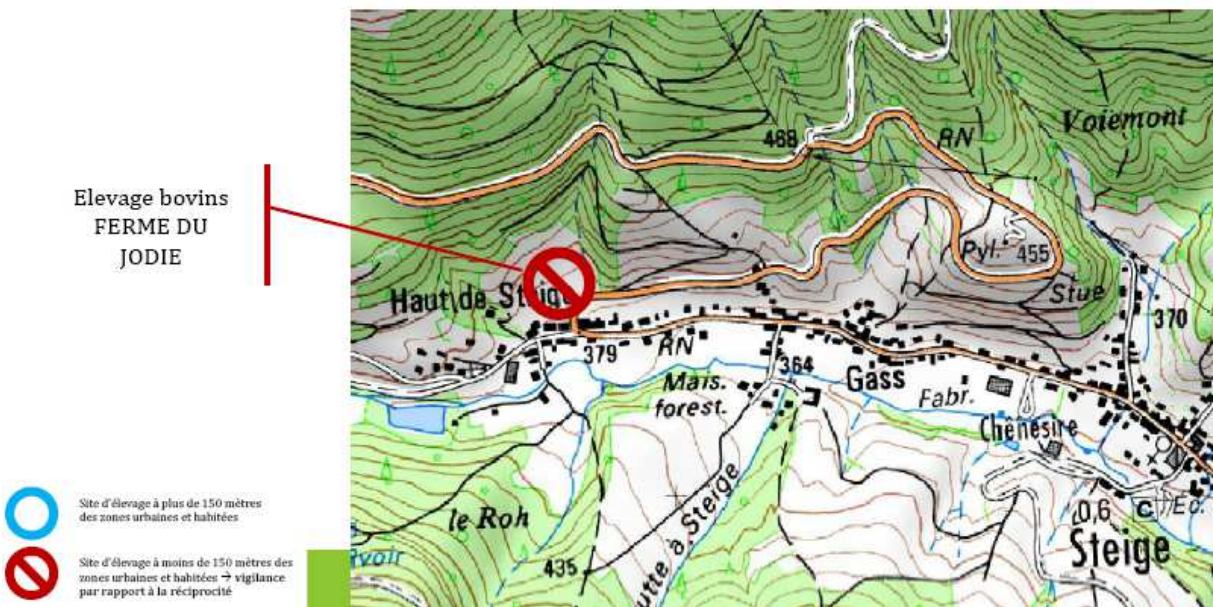 Elevage bovins
FERME DU
JODIE
Site d'élevage à plus de 150 mètres
des zones urbaines et habitées
Site d'élevage à moins de 150 mètres des
zones urbaines et habitées → vigilance
par rapport à la réciprocité
468
RN
Voiemont
Pyl.
455
Haut de Steige
Stue
370
379
RN
364
Mais.
forest.
Gass
Fabr.
Chênesire
le Roh
à Steige
0,6
C.
Steige
435